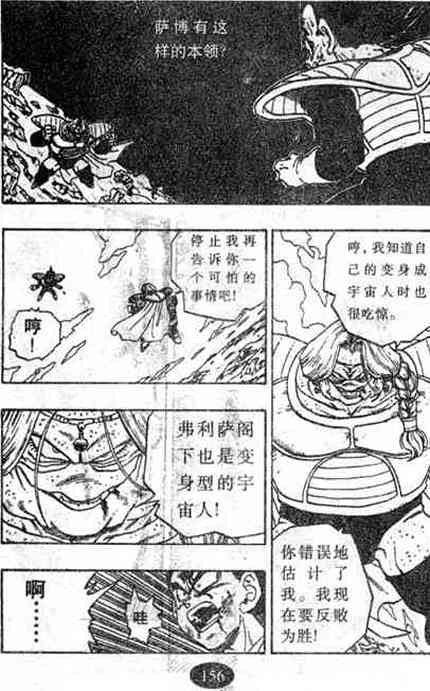 萨博有这
样的本领?
哼,我知道自
己的变身成
宇宙人时也
很吃惊。
你错误地
估计了
我。我现
在要反败
为胜!
停止我再
告诉你一
个可怕的
事情吧!
哼!
弗利萨阁
下也是变
身型的宇
宙人!
哇
啊……
156